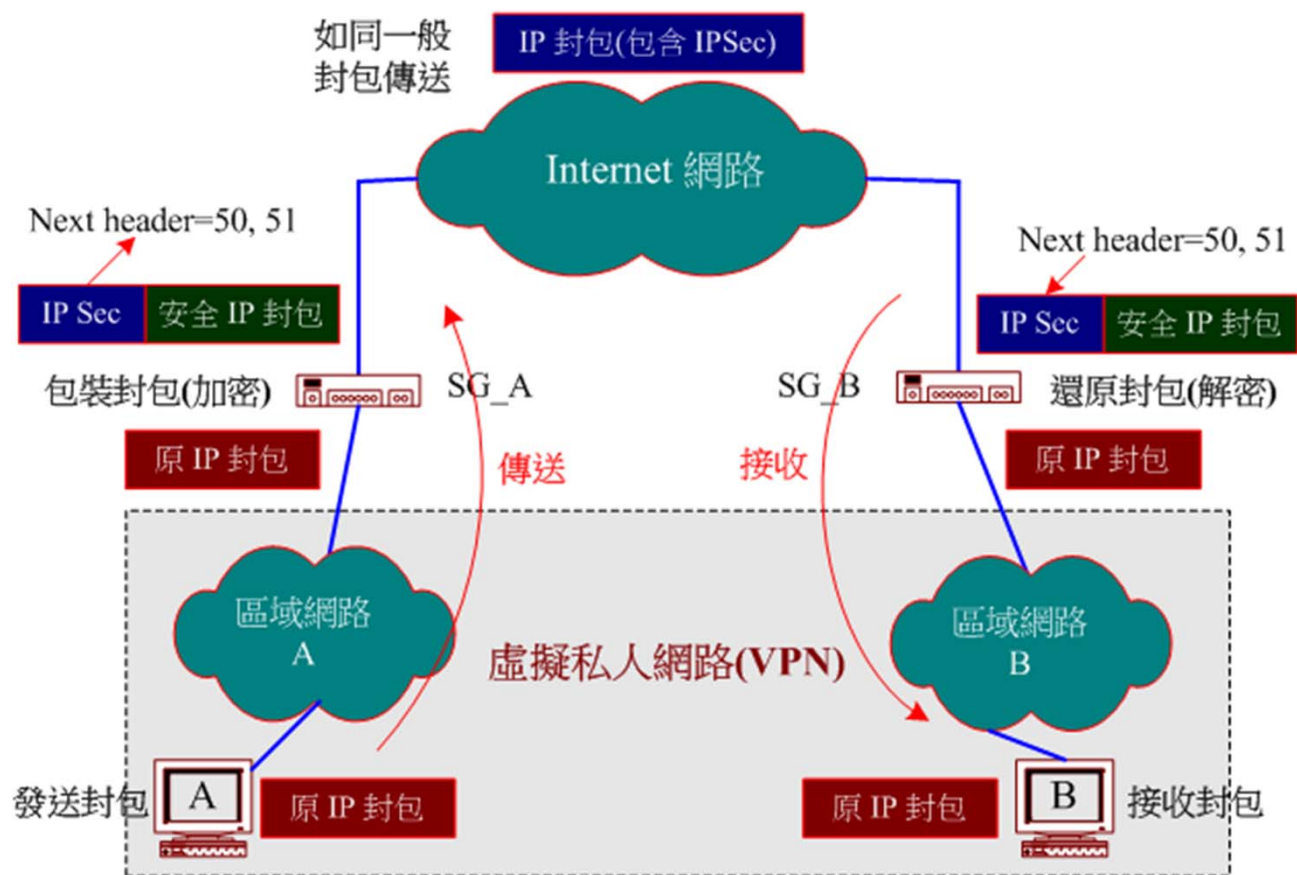 如同一般
封包傳送
IP 封包(包含 IPSec)
Internet 網路
Next header=50, 51
Next header=50, 51
IP Sec
安全 IP 封包
IP Sec
安全 IP 封包
包裝封包(加密)
SG_A
SG_B
還原封包(解密)
原 IP 封包
傳送
接收
原 IP 封包
區域網路
A
區域網路
B
虛擬私人網路(VPN)
發送封包
A
原 IP 封包
原 IP 封包
B
接收封包